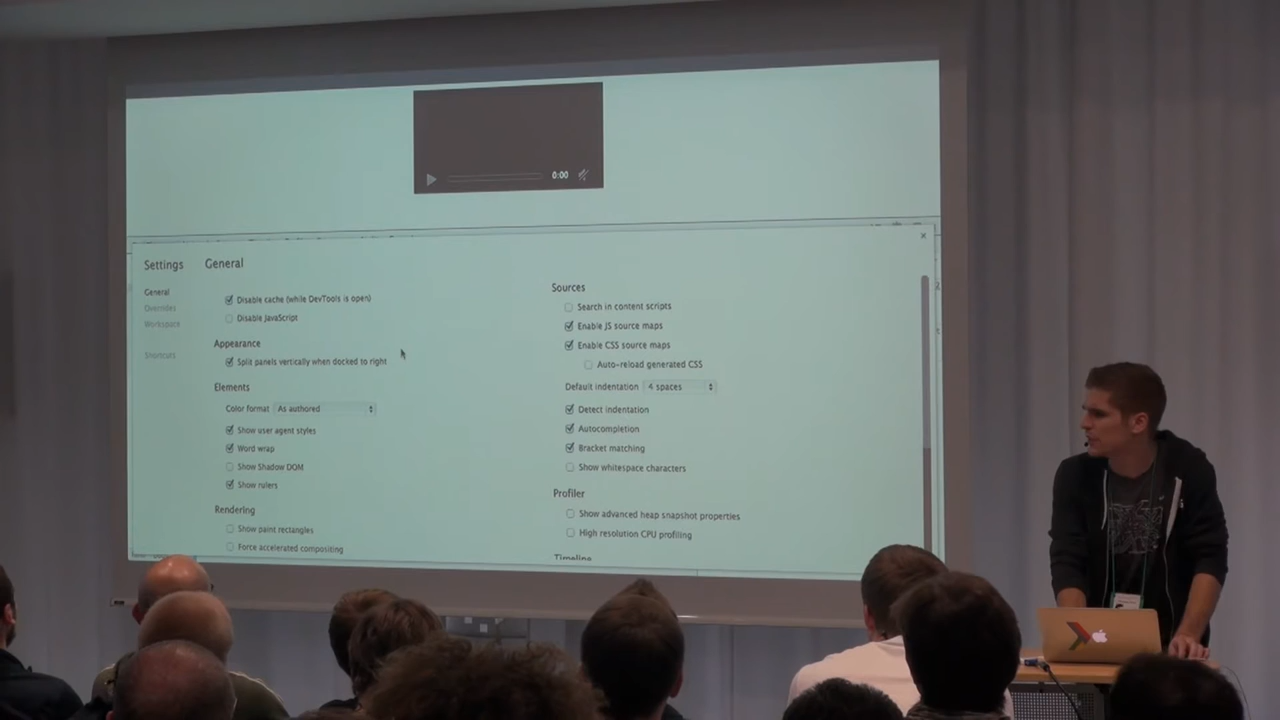 0:00
Settings
General
General
Overrides
Workspace
Shortcuts
Disable cache (while DevTools is open)
Disable JavaScript
Appearance
Split panels vertically when docked to right
Elements
Color format As authored
Show user agent styles
Word wrap
Show Shadow DOM
Show rulers
Rendering
Show paint rectangles
Force accelerated compositing
Sources
Search in content scripts
Enable JS source maps
Enable CSS source maps
Auto-reload generated CSS
Default indentation 4 spaces
Detect indentation
Autocompletion
Bracket matching
Show whitespace characters
Profiler
Show advanced heap snapshot properties
High resolution CPU profiling
Timeline